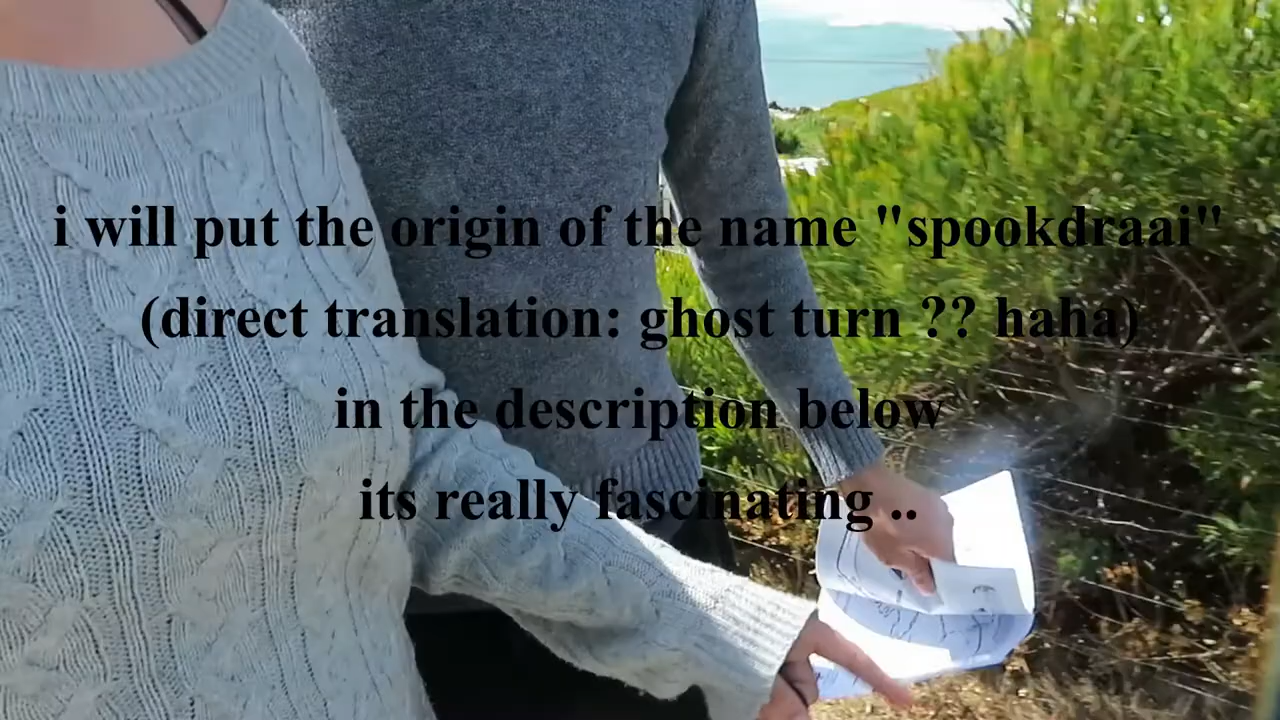 i will put the origin of the name "spookdraai"
(direct translation: ghost turn ?? haha)
in the description below
its really fascinating ..